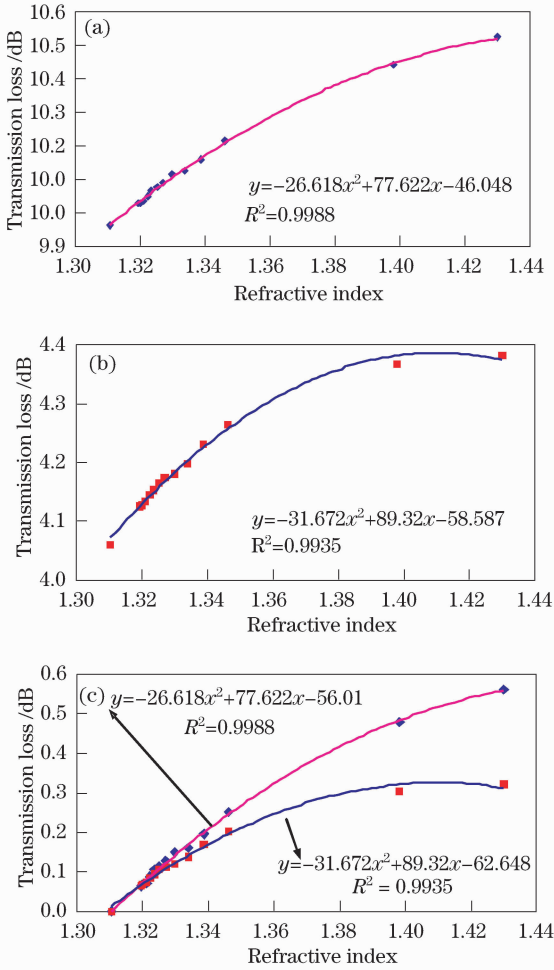 (a)
10.5
10.5
10.4
10.2
10.0
10.0
9.9
Transmission loss /dB
y=−26.618x²+77.622x−46.048
R²=0.9988
1.30 1.32 1.34 1.36 1.38 1.40 1.42 1.44
Refractive index
(b)
4.4
4.3
4.2
4.1
4.0
Transmission loss /dB
y=−31.672x²+89.32x−58.587
R²=0.9935
1.30 1.32 1.34 1.36 1.38 1.40 1.42 1.44
Refractive index
(c)
0.6
0.5
0.4
0.3
0.2
0.1
0.0
Transmission loss /dB
y=−26.618x²+77.622x−56.01
R²=0.9988
y=−31.672x²+89.32x−62.648
R² = 0.9935
1.30 1.32 1.34 1.36 1.38 1.40 1.42 1.44
Refractive index